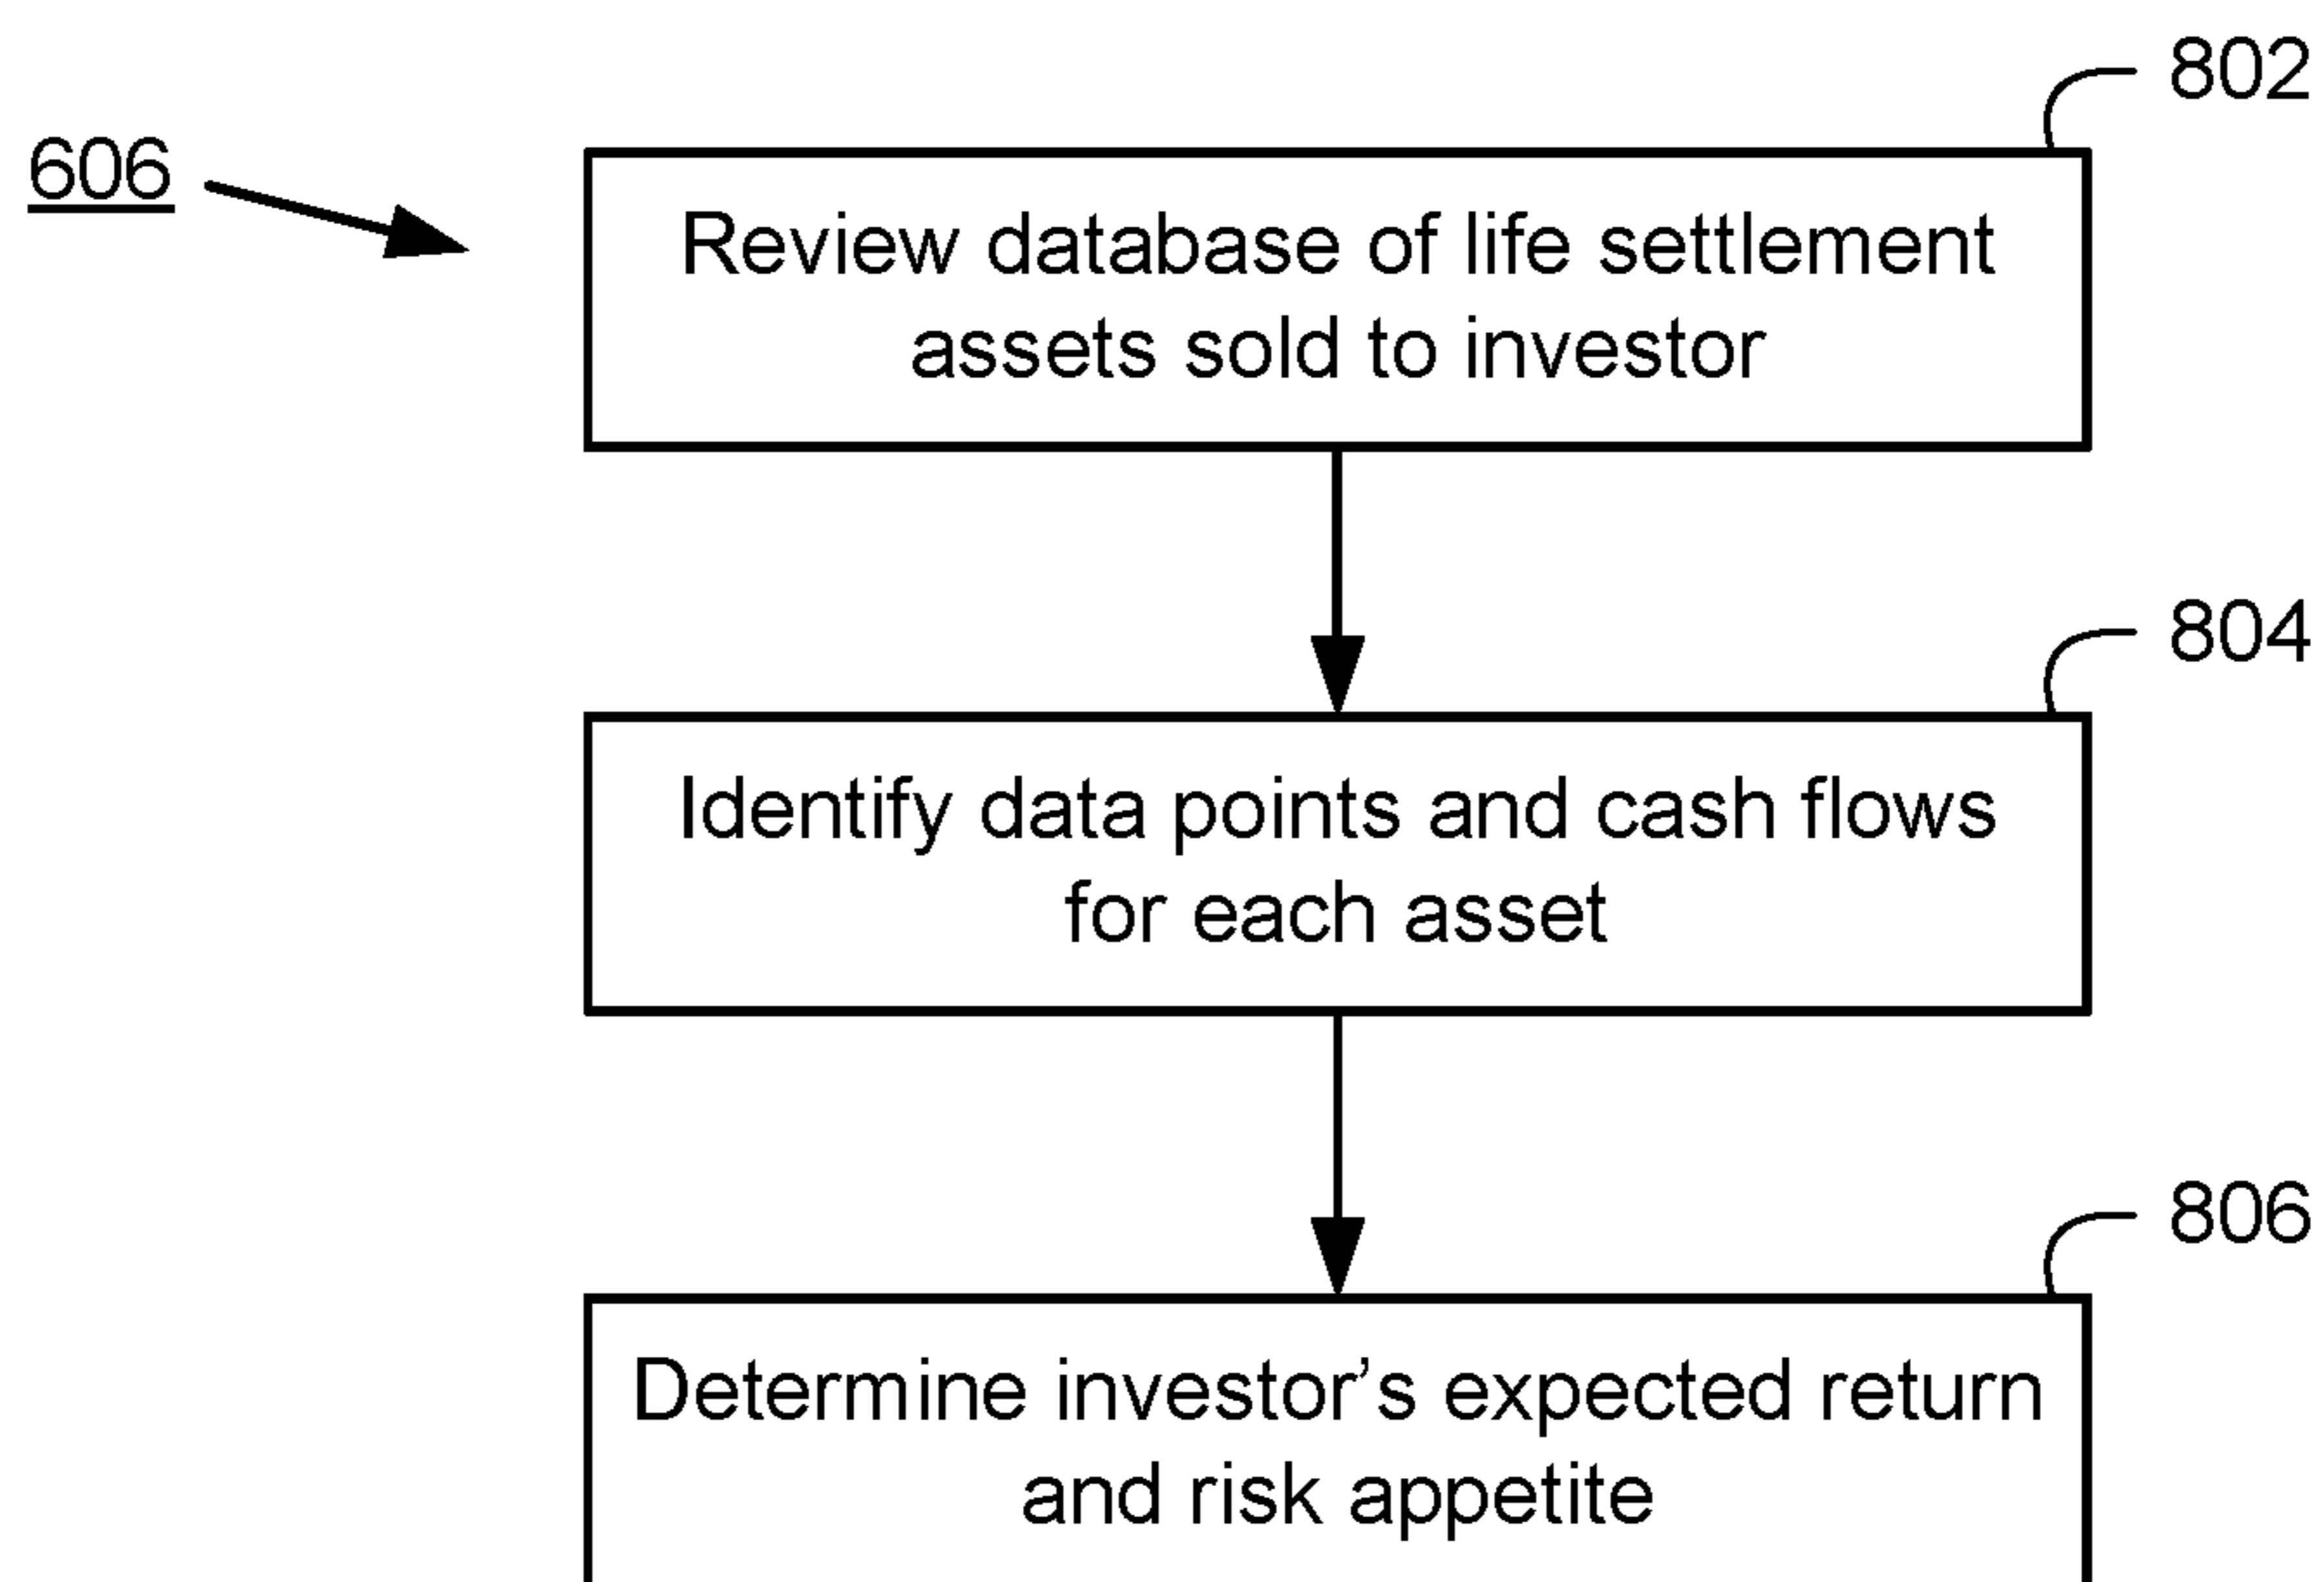 802
606
Review database of life settlement
assets sold to investor
804
Identify data points and cash flows
for each asset
806
Determine investor’s expected return
and risk appetite